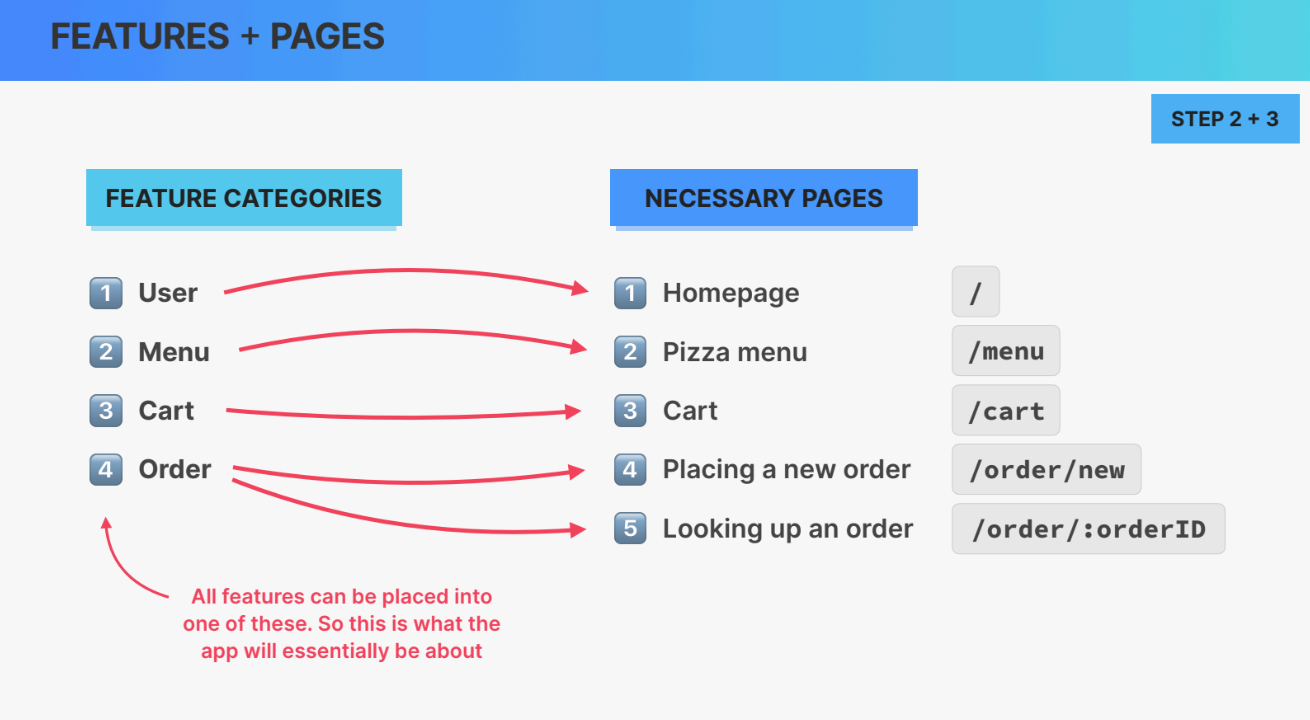 FEATURES + PAGES
STEP 2 + 3
FEATURE CATEGORIES
1 User
2 Menu
3 Cart
4 Order
All features can be placed into
one of these. So this is what the
app will essentially be about
NECESSARY PAGES
1 Homepage /
2 Pizza menu /menu
3 Cart /cart
4 Placing a new order /order/new
5 Looking up an order /order/:orderID